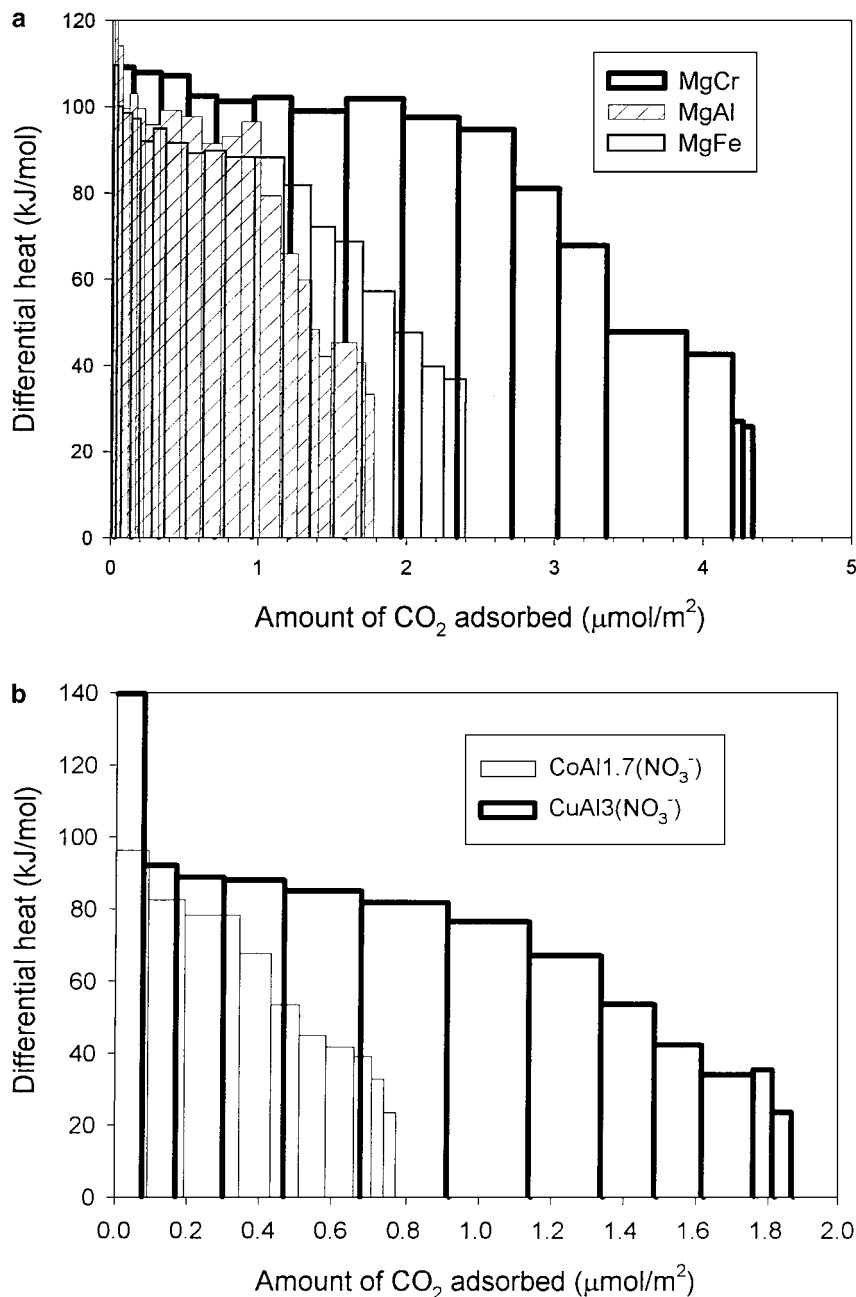 a
120
100
80
60
40
20
0
Differential heat (kJ/mol)
MgCr
MgAl
MgFe
0 1 2 3 4 5
Amount of CO₂ adsorbed (μmol/m²)
b
140
120
100
80
60
40
20
0
Differential heat (kJ/mol)
CoAl1.7(NO₃⁻)
CuAl3(NO₃⁻)
0.0 0.2 0.4 0.6 0.8 1.0 1.2 1.4 1.6 1.8 2.0
Amount of CO₂ adsorbed (μmol/m²)